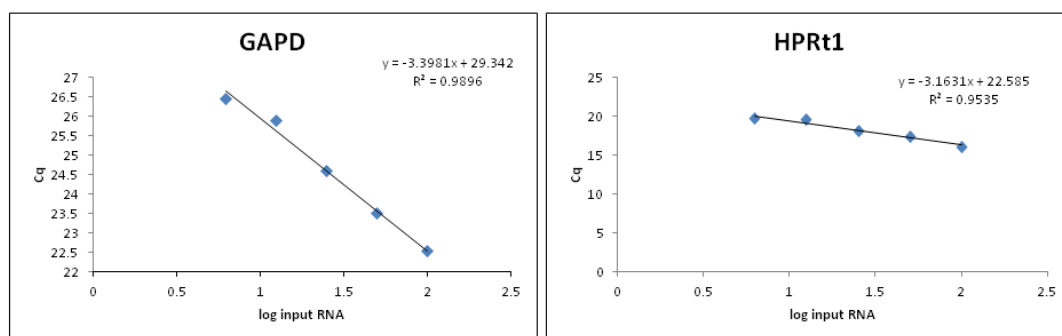 GAPD
y = -3.3981x + 29.342
R² = 0.9896
27
26.5
26
25.5
25
24.5
24
23.5
23
22.5
22
Cq
0
0.5
1
1.5
2
2.5
log input RNA
HPRt1
y = -3.1631x + 22.585
R² = 0.9535
25
20
15
10
5
0
Cq
0
0.5
1
1.5
2
2.5
log input RNA